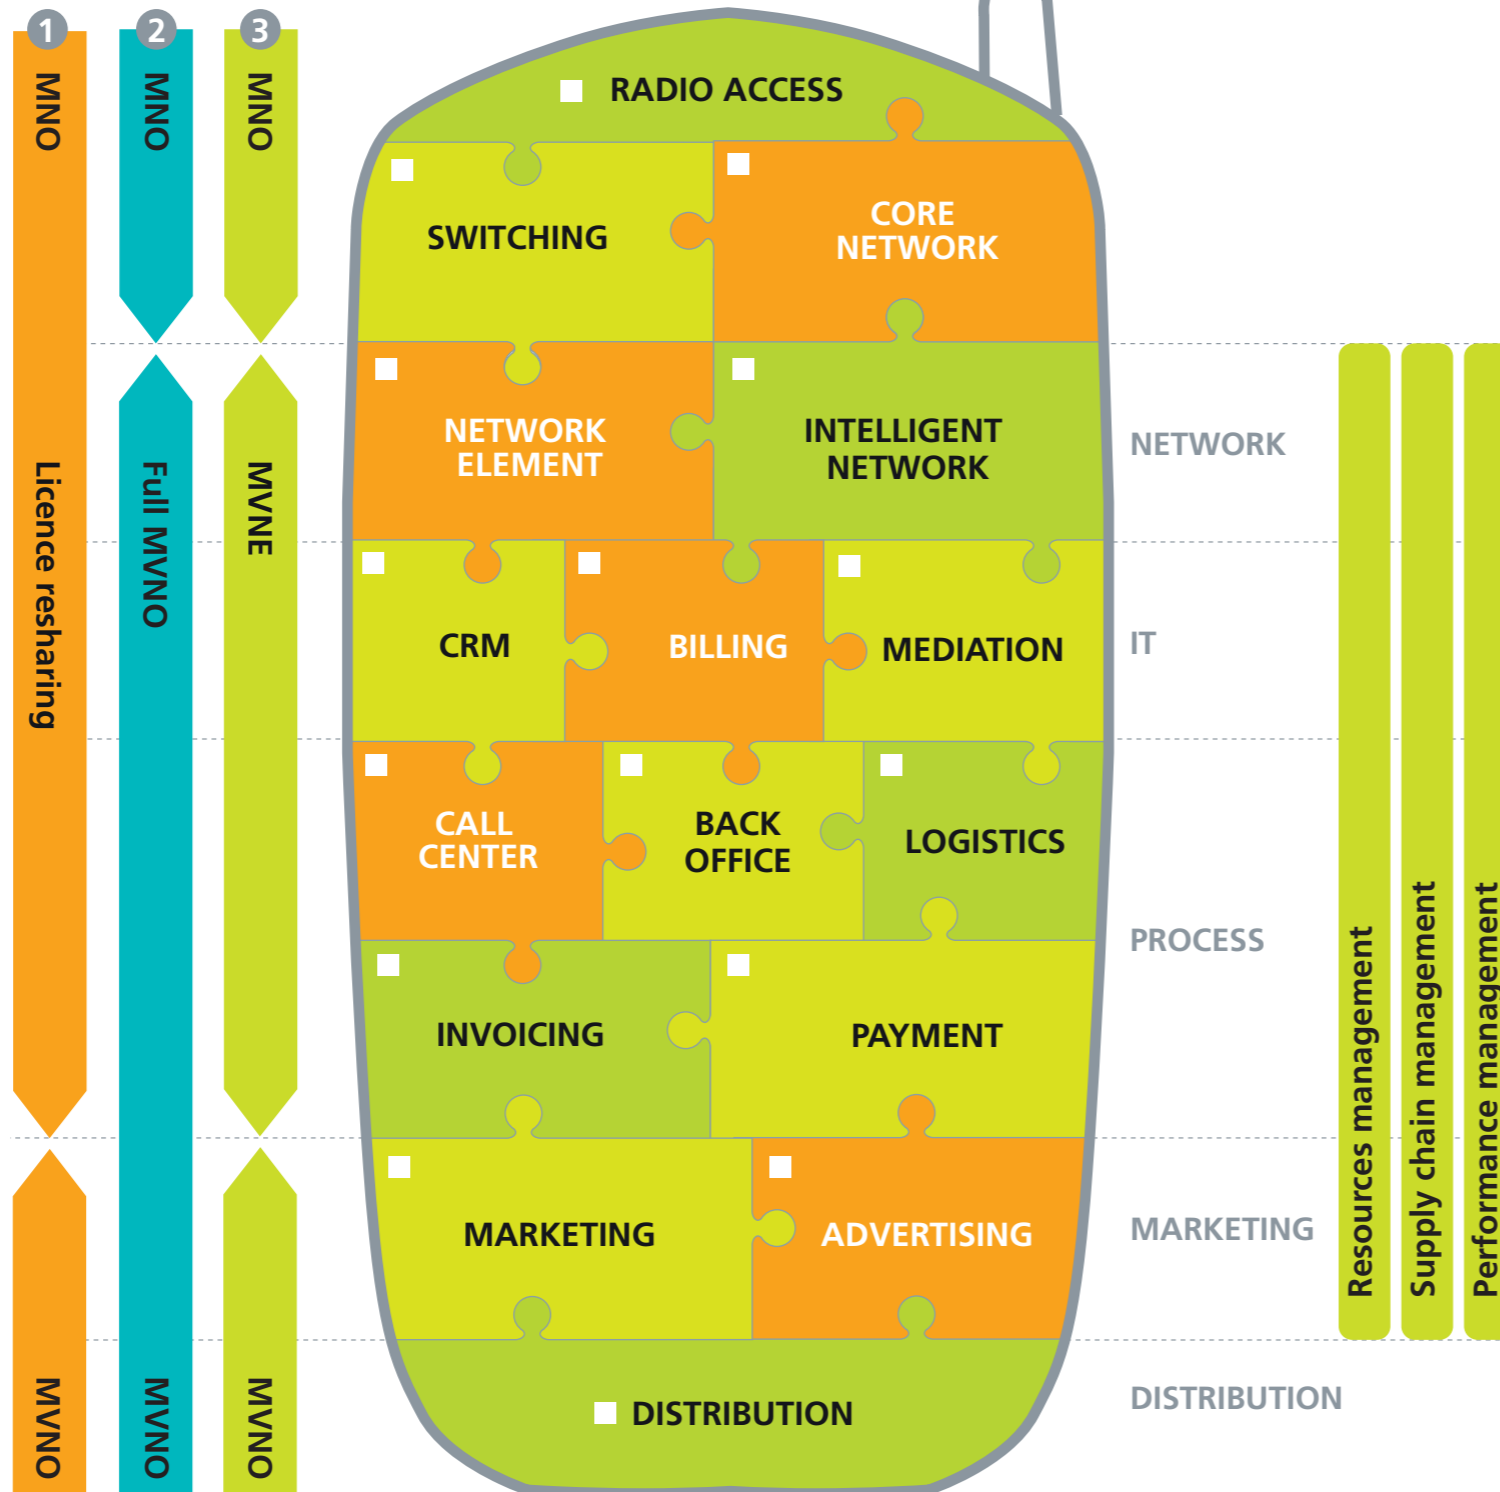 1
2
3
MNO
MNO
MNO
Licence resharing
Full MVNO
MVNE
MVNO
MVNO
MVNO
RADIO ACCESS
SWITCHING
CORE
NETWORK
NETWORK
ELEMENT
INTELLIGENT
NETWORK
CRM
BILLING
MEDIATION
CALL
CENTER
BACK
OFFICE
LOGISTICS
INVOICING
PAYMENT
MARKETING
ADVERTISING
DISTRIBUTION
NETWORK
IT
PROCESS
MARKETING
DISTRIBUTION
Resources management
Supply chain management
Performance management